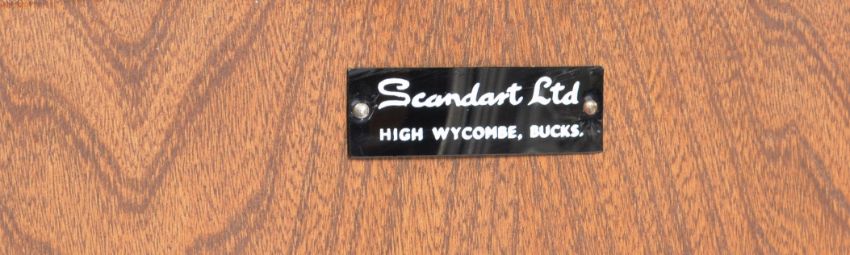 Scandart Ltd
HIGH WYCOMBE, BUCKS.